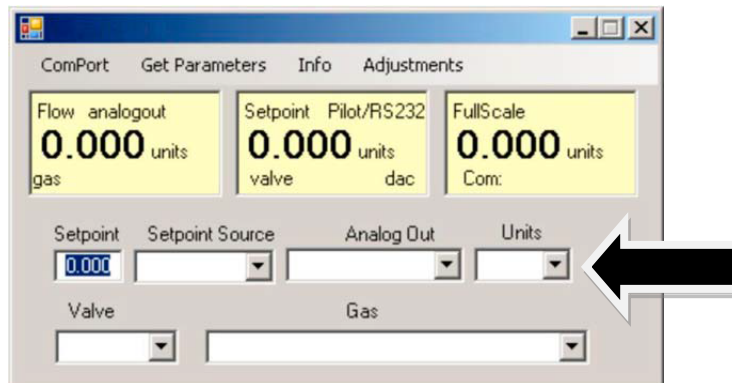 ComPort Get Parameters Info Adjustments
Flow analogout Setpoint Pilot/RS232 FullScale
0.000 units 0.000 units 0.000 units
gas valve dac Com:
Setpoint Setpoint Source Analog Out Units
0.000
Valve Gas